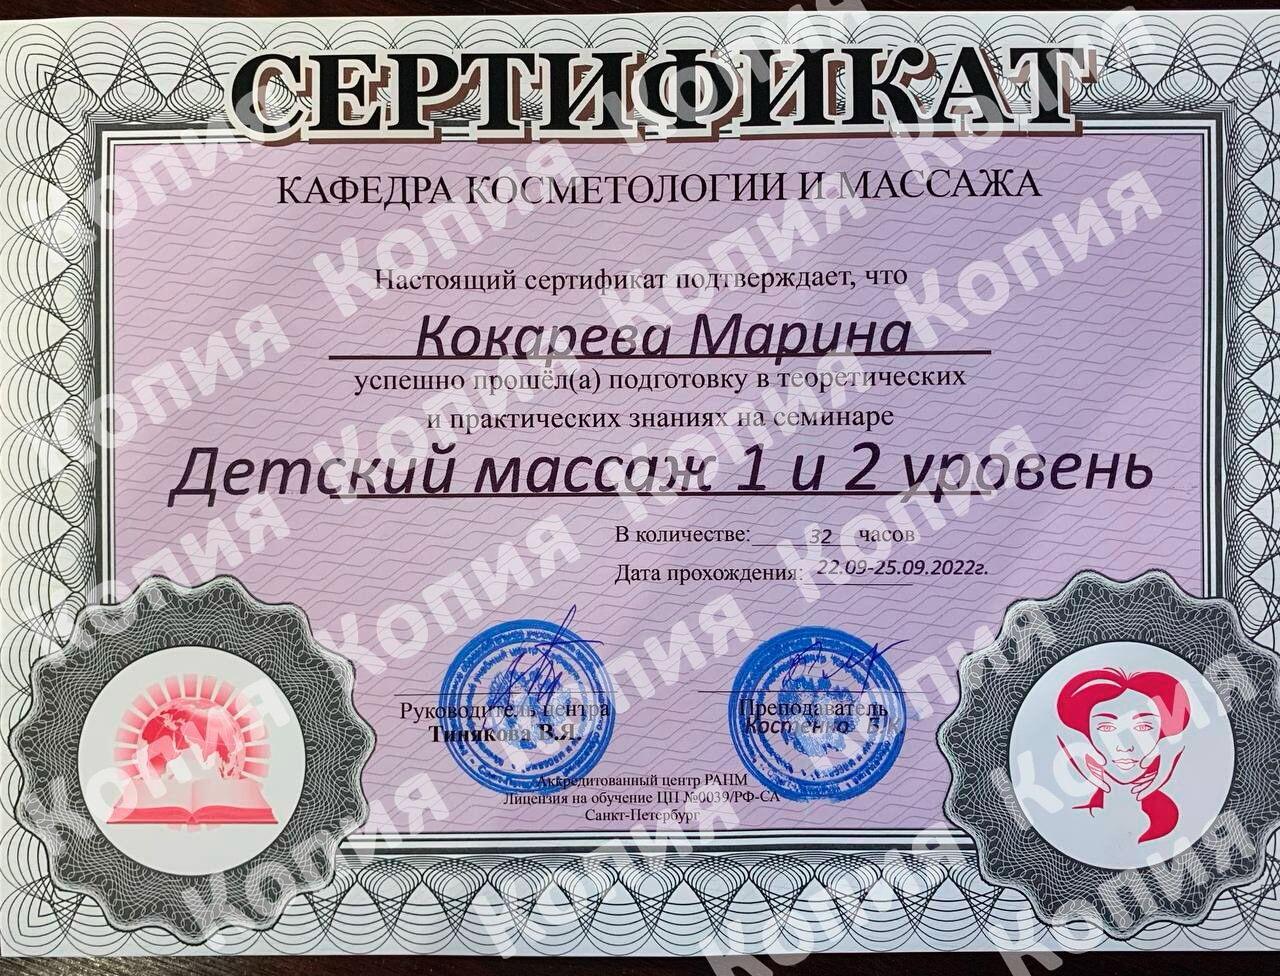 СЕРТИФИКАТ
КАФЕДРА КОСМЕТОЛОГИИ И МАССАЖА
Настоящий сертификат подтверждает, что
Кокарева Марина
успешно прошёл(а) подготовку в теоретических
и практических знаниях на семинаре
Детский массаж 1 и 2 уровень
В количестве: 32 часов
Дата прохождения: 22.09-25.09.2022г.
Руководитель центра
Тинякова В.Я.
Преподаватель
Костенко В.К.
Аккредитованный центр РАНМ
Лицензия на обучение ЦП №0039/РФ-СА
Санкт-Петербург
Копия